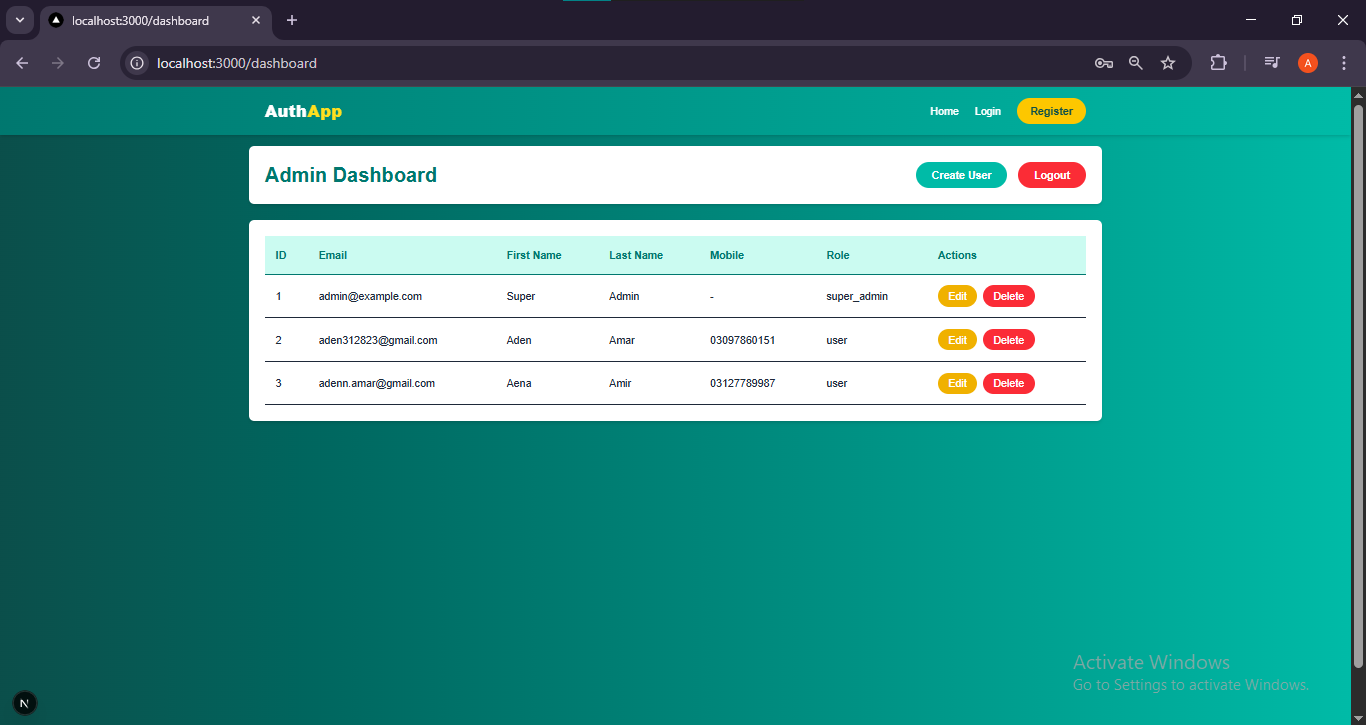 localhost:3000/dashboard
localhost:3000/dashboard
A
AuthApp
Home Login Register
Admin Dashboard
Create User Logout
ID Email First Name Last Name Mobile Role Actions
1 admin@example.com Super Admin - super_admin Edit Delete
2 aden312823@gmail.com Aden Amar 03097860151 user Edit Delete
3 adenn.amar@gmail.com Aena Amir 03127789987 user Edit Delete
Activate Windows
Go to Settings to activate Windows.
N